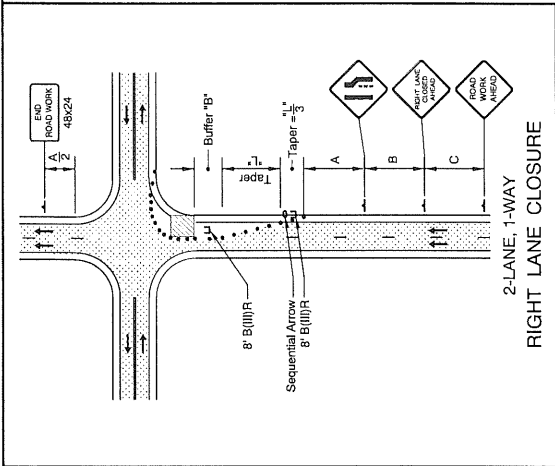 END
ROAD WORK
48x24
A/2
Buffer "B"
Taper
"L"
Taper = "L"/3
A
B
C
RIGHT LANE
CLOSED
AHEAD
ROAD
WORK
AHEAD
8' B(III)R
Sequential Arrow
8' B(III)R
2-LANE, 1-WAY
RIGHT LANE CLOSURE